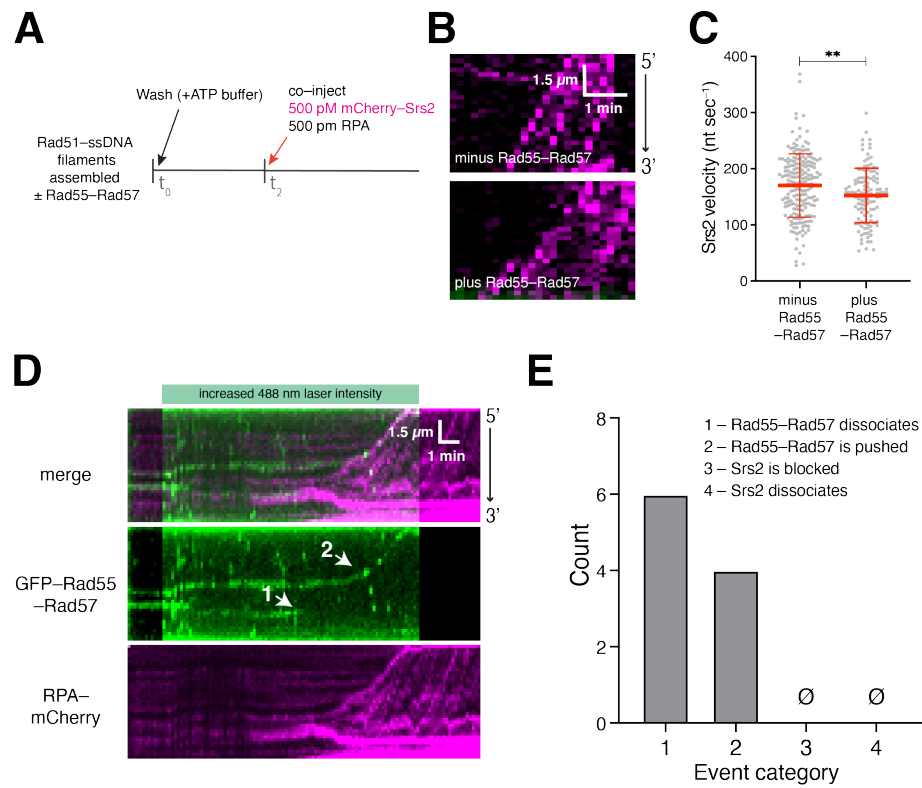 A
Wash (+ATP buffer)
co-inject
500 pM mCherry–Srs2
500 pm RPA
Rad51–ssDNA
filaments
assembled
± Rad55–Rad57
t0
t2
B
1.5 µm
1 min
minus Rad55–Rad57
plus Rad55–Rad57
5’
3’
C
**
Srs2 velocity (nt sec⁻¹)
400
300
200
100
0
minus
Rad55
–Rad57
plus
Rad55
–Rad57
D
increased 488 nm laser intensity
merge
1.5 µm
1 min
5’
3’
GFP–Rad55
–Rad57
1
2
RPA–
mCherry
E
1 – Rad55–Rad57 dissociates
2 – Rad55–Rad57 is pushed
3 – Srs2 is blocked
4 – Srs2 dissociates
Count
8
6
4
2
0
Ø
Ø
1
2
3
4
Event category